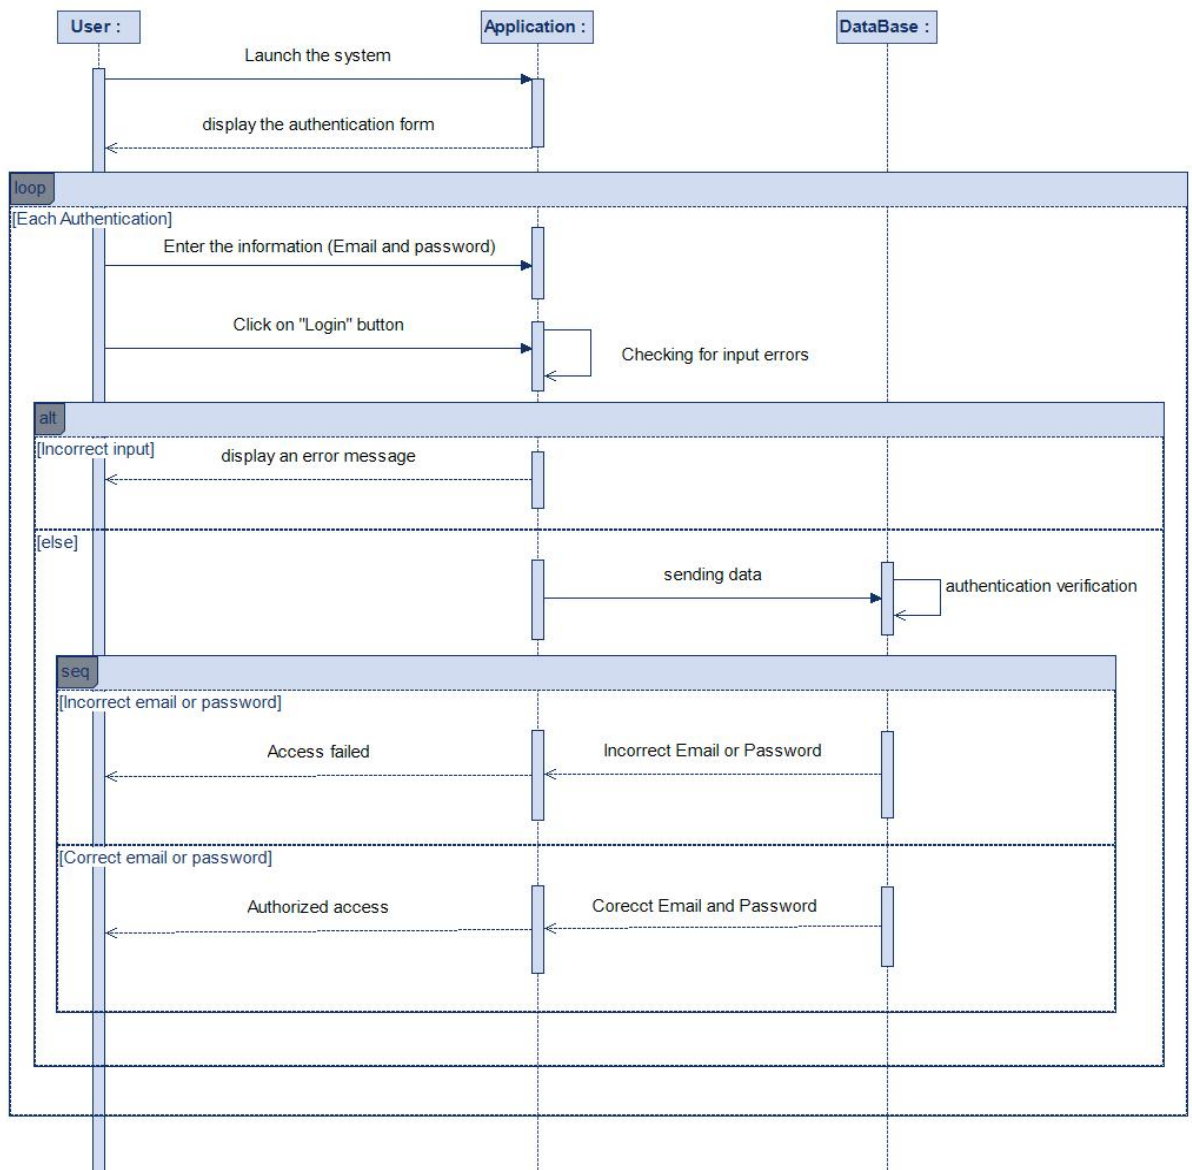 User :
Application :
DataBase :
Launch the system
display the authentication form
loop
[Each Authentication]
Enter the information (Email and password)
Click on "Login" button
Checking for input errors
alt
[Incorrect input]
display an error message
[else]
sending data
authentication verification
seq
[Incorrect email or password]
Access failed
Incorrect Email or Password
[Correct email or password]
Authorized access
Corecct Email and Password